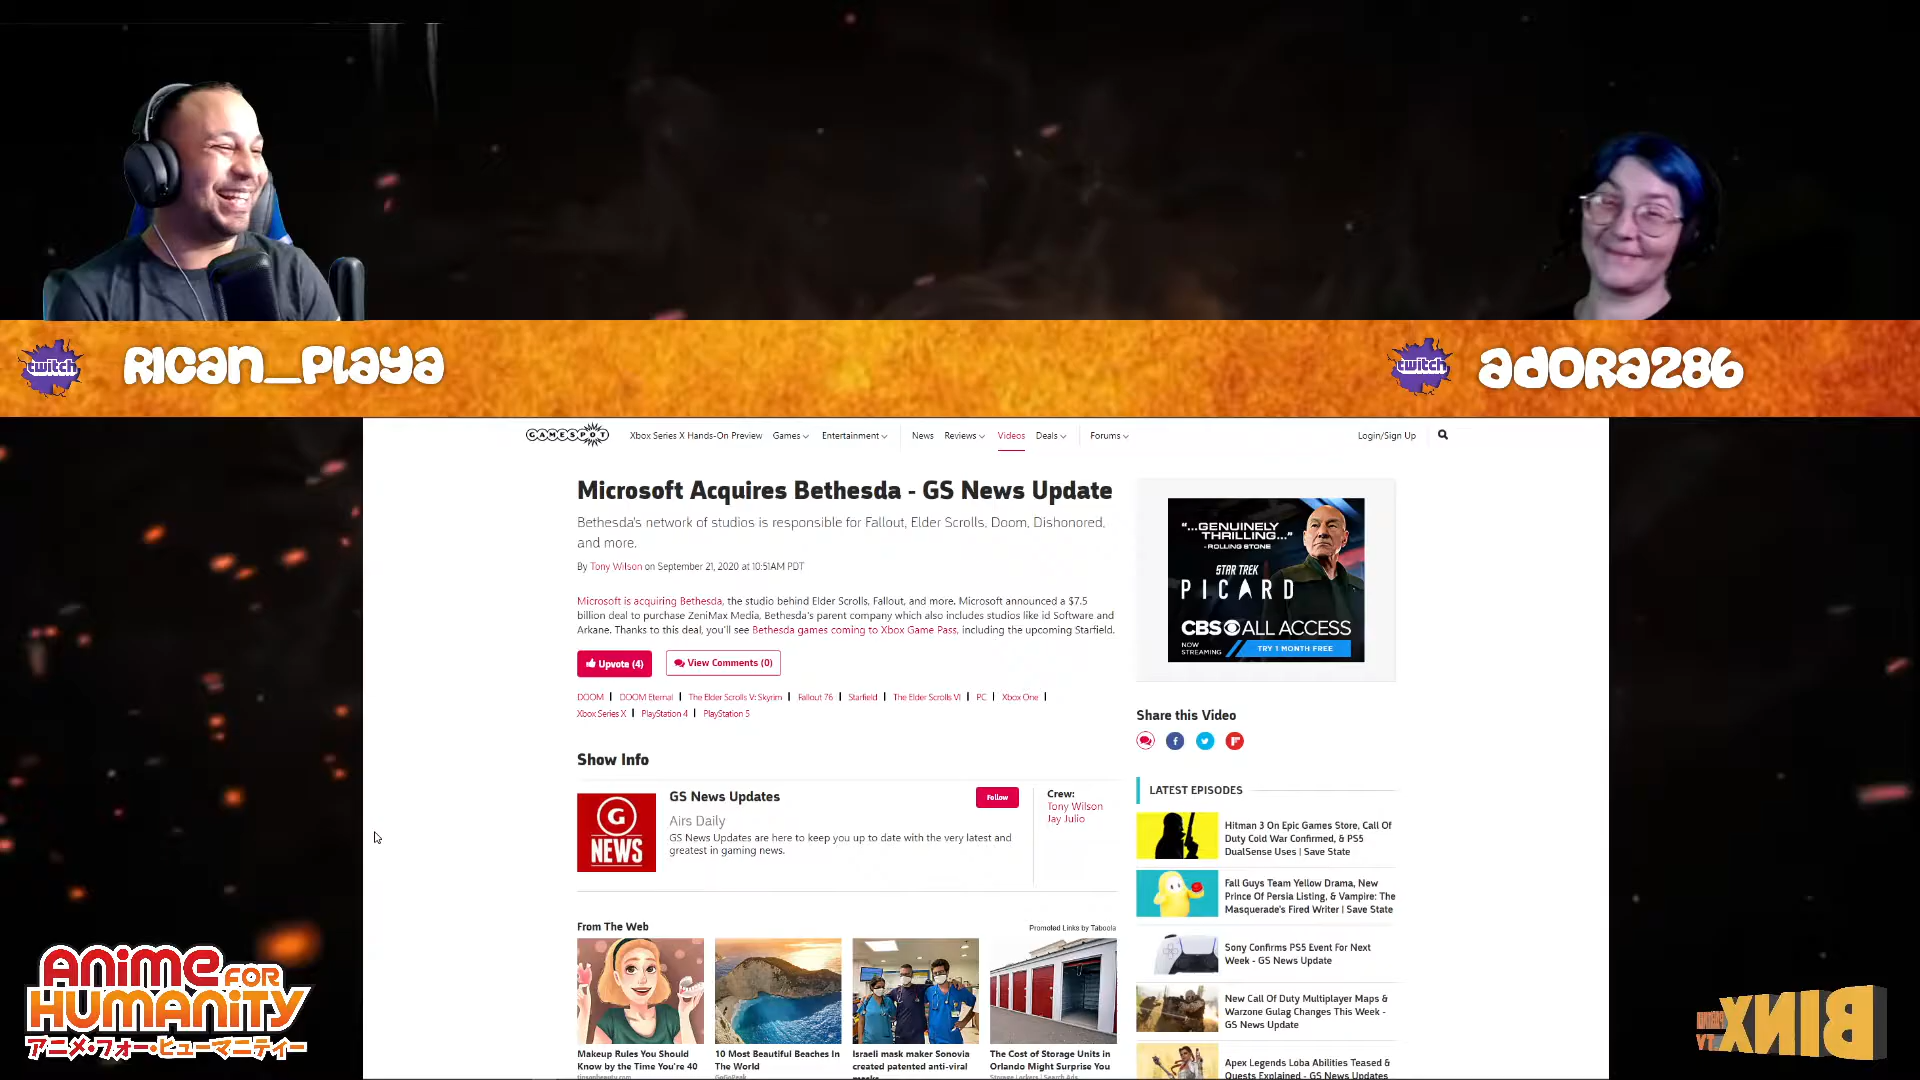 twitch
RICAN_PLAYA
twitch
ADORA286
GAMESPOT
Xbox Series X Hands-On Preview Games Entertainment News Reviews Videos Deals Forums Login/Sign Up
Microsoft Acquires Bethesda - GS News Update
Bethesda's network of studios is responsible for Fallout, Elder Scrolls, Doom, Dishonored,
and more.
By Tony Wilson on September 21, 2020 at 10:51AM PDT
Microsoft is acquiring Bethesda, the studio behind Elder Scrolls, Fallout, and more. Microsoft announced a $7.5
billion deal to purchase ZeniMax Media, Bethesda's parent company which also includes studios like id Software and
Arkane. Thanks to this deal, you'll see Bethesda games coming to Xbox Game Pass, including the upcoming Starfield.
Upvote (4) View Comments (0)
DOOM | DOOM Eternal | The Elder Scrolls V: Skyrim | Fallout 76 | Starfield | The Elder Scrolls VI | PC | Xbox One |
Xbox Series X | PlayStation 4 | PlayStation 5
Show Info
G
NEWS
GS News Updates
Follow
Airs Daily
GS News Updates are here to keep you up to date with the very latest and
greatest in gaming news.
Crew:
Tony Wilson
Jay Julio
From The Web
Promoted Links by Taboola
Makeup Rules You Should
Know by the Time You're 40
10 Most Beautiful Beaches In
The World
Israeli mask maker Sonovia
created patented anti-viral
The Cost of Storage Units in
Orlando Might Surprise You
"...GENUINELY
THRILLING..."
- ROLLING STONE
STAR TREK
PICARD
CBS ALL ACCESS
NOW
STREAMING
TRY 1 MONTH FREE
Share this Video
LATEST EPISODES
Hitman 3 On Epic Games Store, Call Of
Duty Cold War Confirmed, & PS5
DualSense Uses | Save State
Fall Guys Team Yellow Drama, New
Prince Of Persia Listing, & Vampire: The
Masquerade's Fired Writer | Save State
Sony Confirms PS5 Event For Next
Week - GS News Update
New Call Of Duty Multiplayer Maps &
Warzone Gulag Changes This Week -
GS News Update
Apex Legends Loba Abilities Teased &
Quests Explained - GS News Updates
ANIME FOR
HUMANITY
アニメ・フォー・ヒューマニティー
BINX
TV